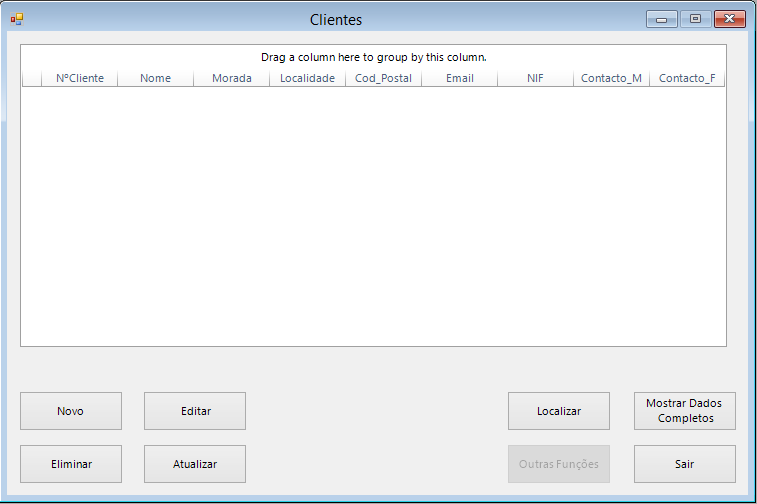 Clientes
Drag a column here to group by this column.
NºCliente Nome Morada Localidade Cod_Postal Email NIF Contacto_M Contacto_F
Novo Editar Localizar Mostrar Dados
Completos
Eliminar Atualizar Outras Funções Sair